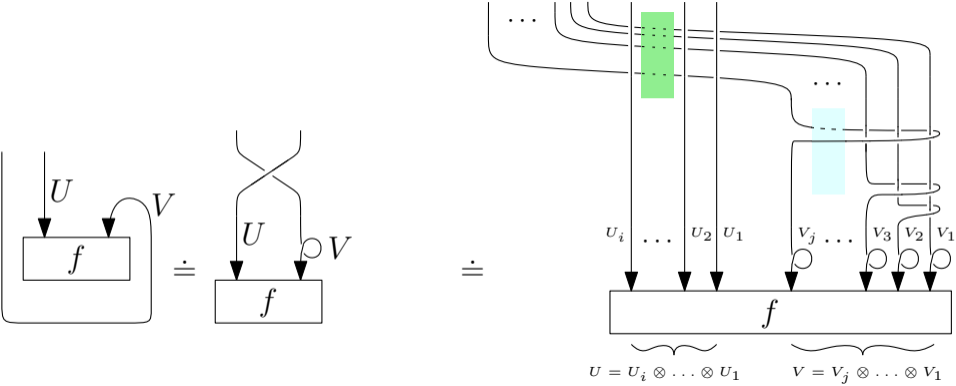 ...
...
U
V
U
V
U_i ... U_2 U_1 V_j ... V_3 V_2 V_1
f ≐ f ≐ f
U = U_i ⊗ ... ⊗ U_1 V = V_j ⊗ ... ⊗ V_1